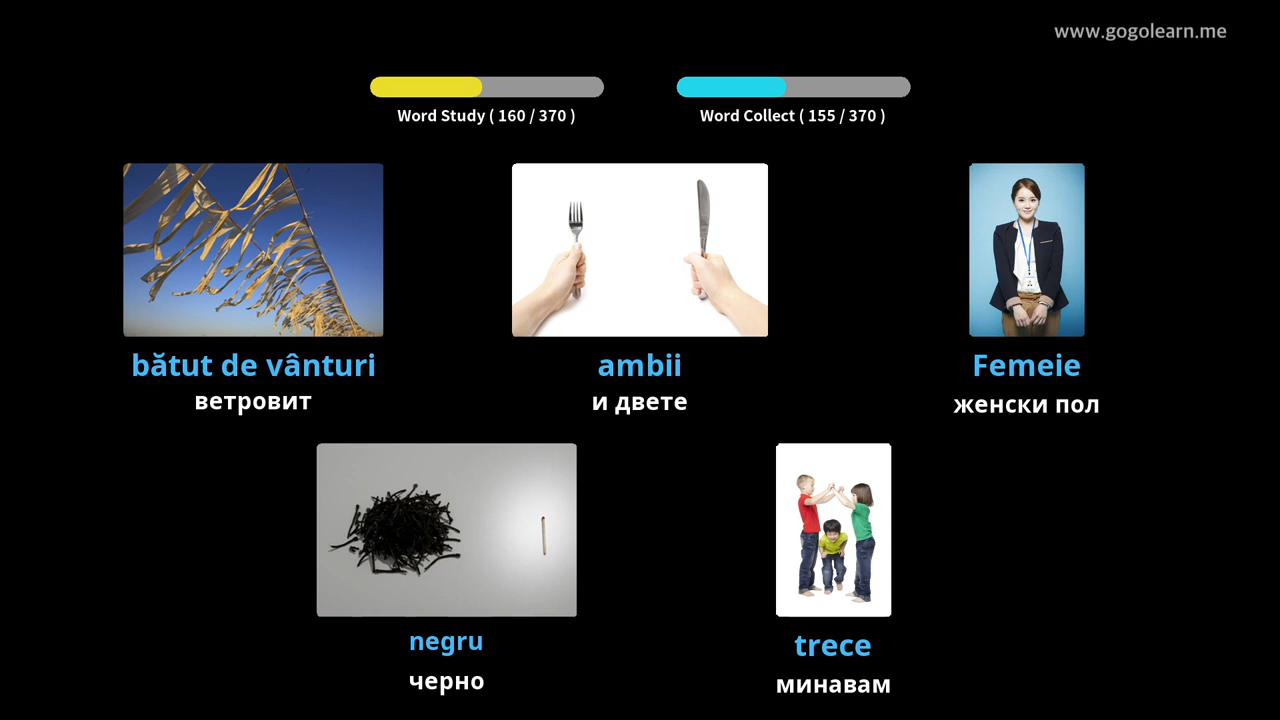 www.gogolearn.me
Word Study ( 160 / 370 )
Word Collect ( 155 / 370 )
bătut de vânturi
ветровит
ambii
и двете
Femeie
женски пол
negru
черно
trece
минавам